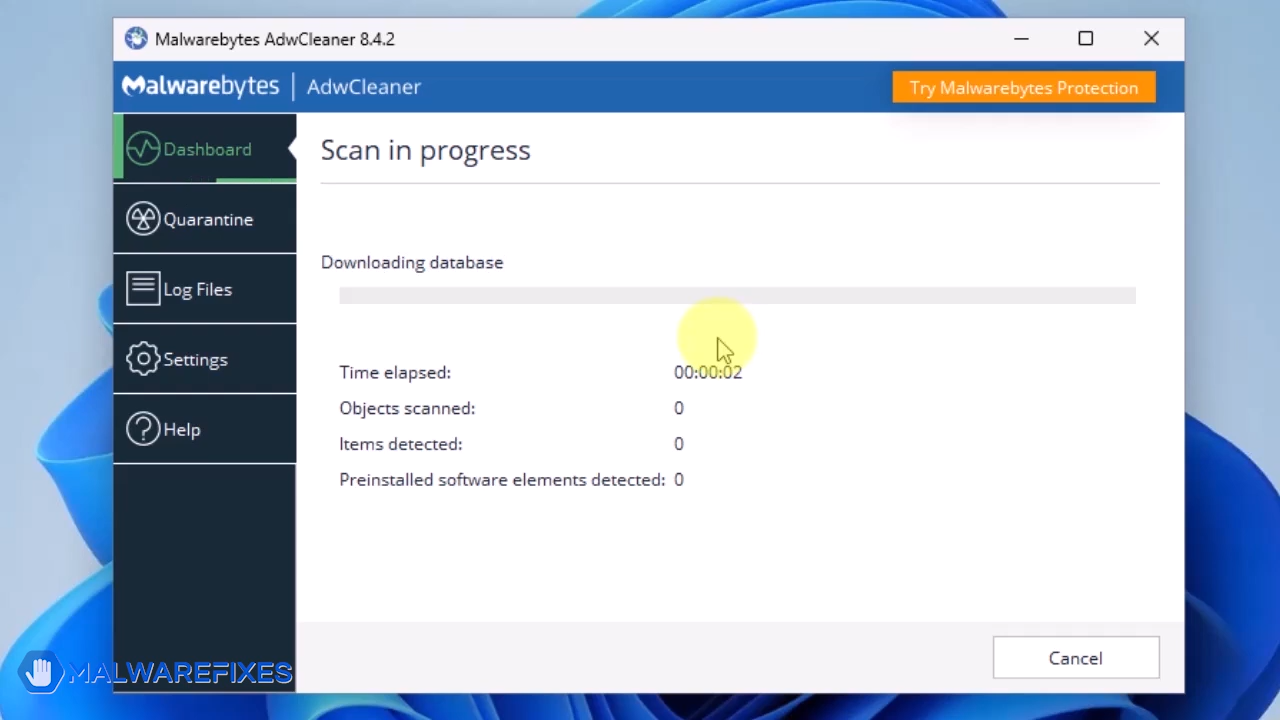 Malwarebytes AdwCleaner 8.4.2
Malwarebytes | AdwCleaner
Try Malwarebytes Protection
Dashboard
Quarantine
Log Files
Settings
Help
Scan in progress
Downloading database
Time elapsed: 00:00:02
Objects scanned: 0
Items detected: 0
Preinstalled software elements detected: 0
Cancel
MALWAREFIXES